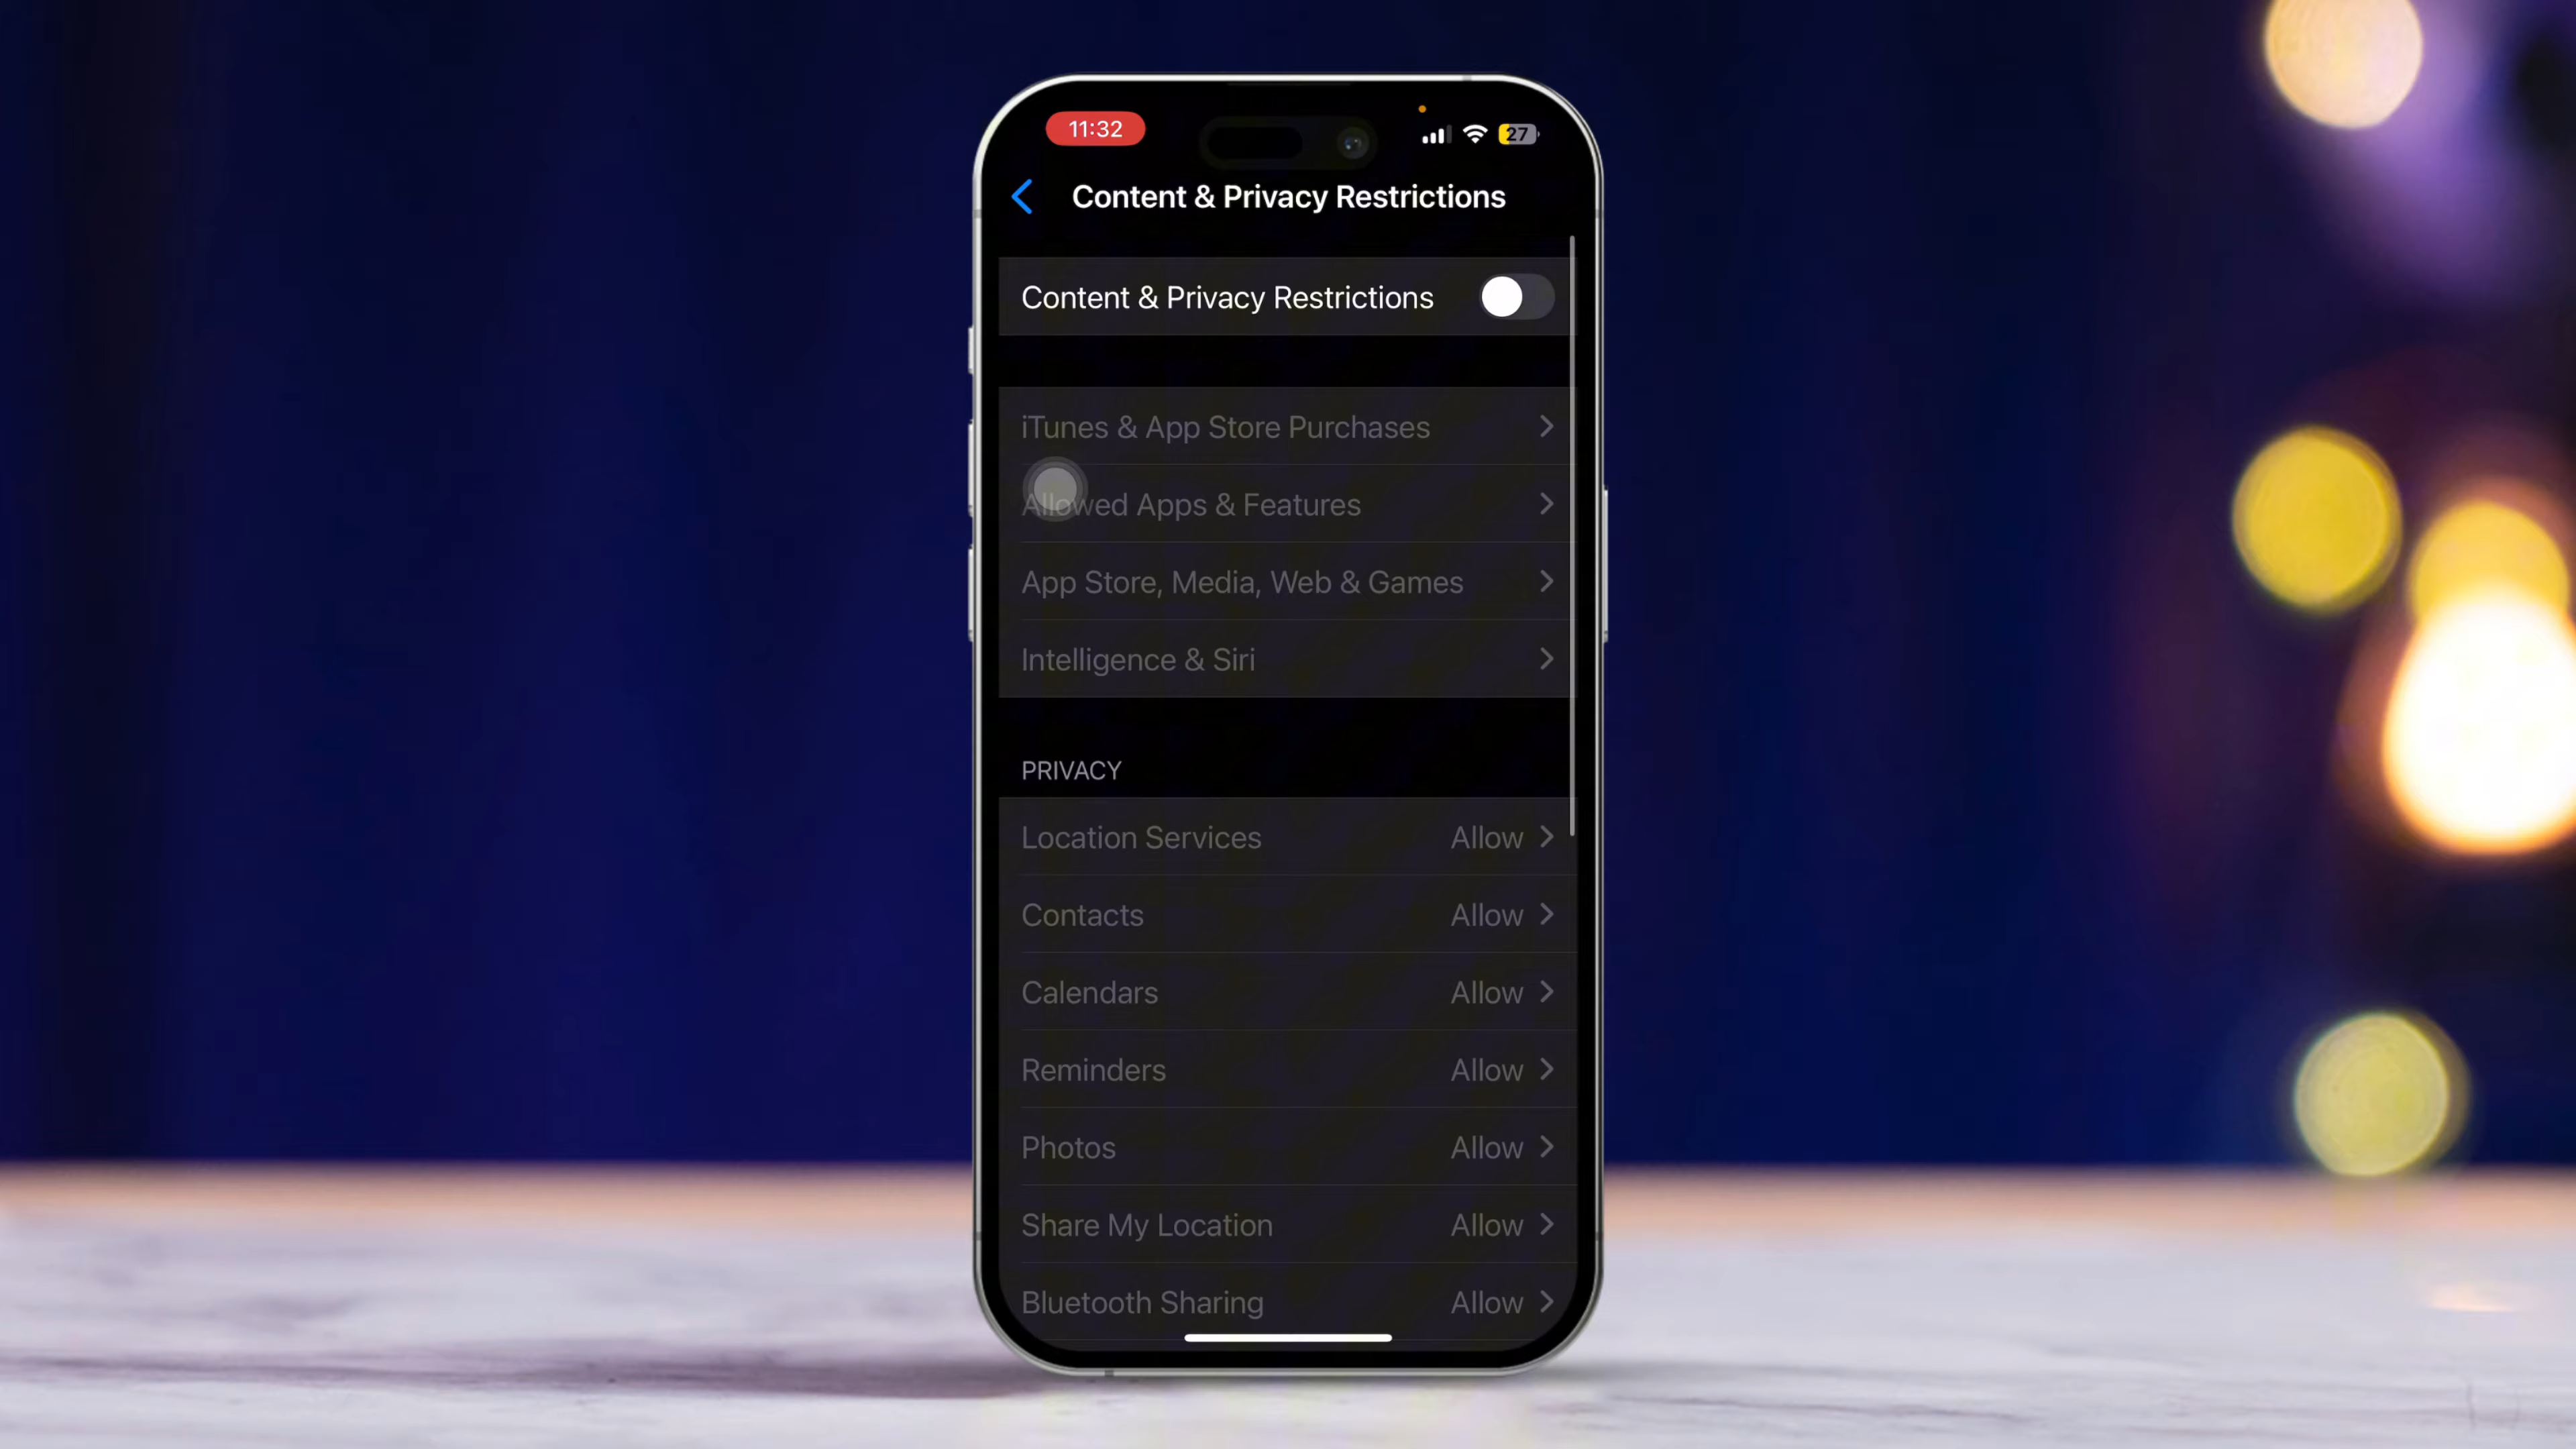 11:32
27
Content & Privacy Restrictions
Content & Privacy Restrictions
iTunes & App Store Purchases
Allowed Apps & Features
App Store, Media, Web & Games
Intelligence & Siri
PRIVACY
Location Services Allow
Contacts Allow
Calendars Allow
Reminders Allow
Photos Allow
Share My Location Allow
Bluetooth Sharing Allow